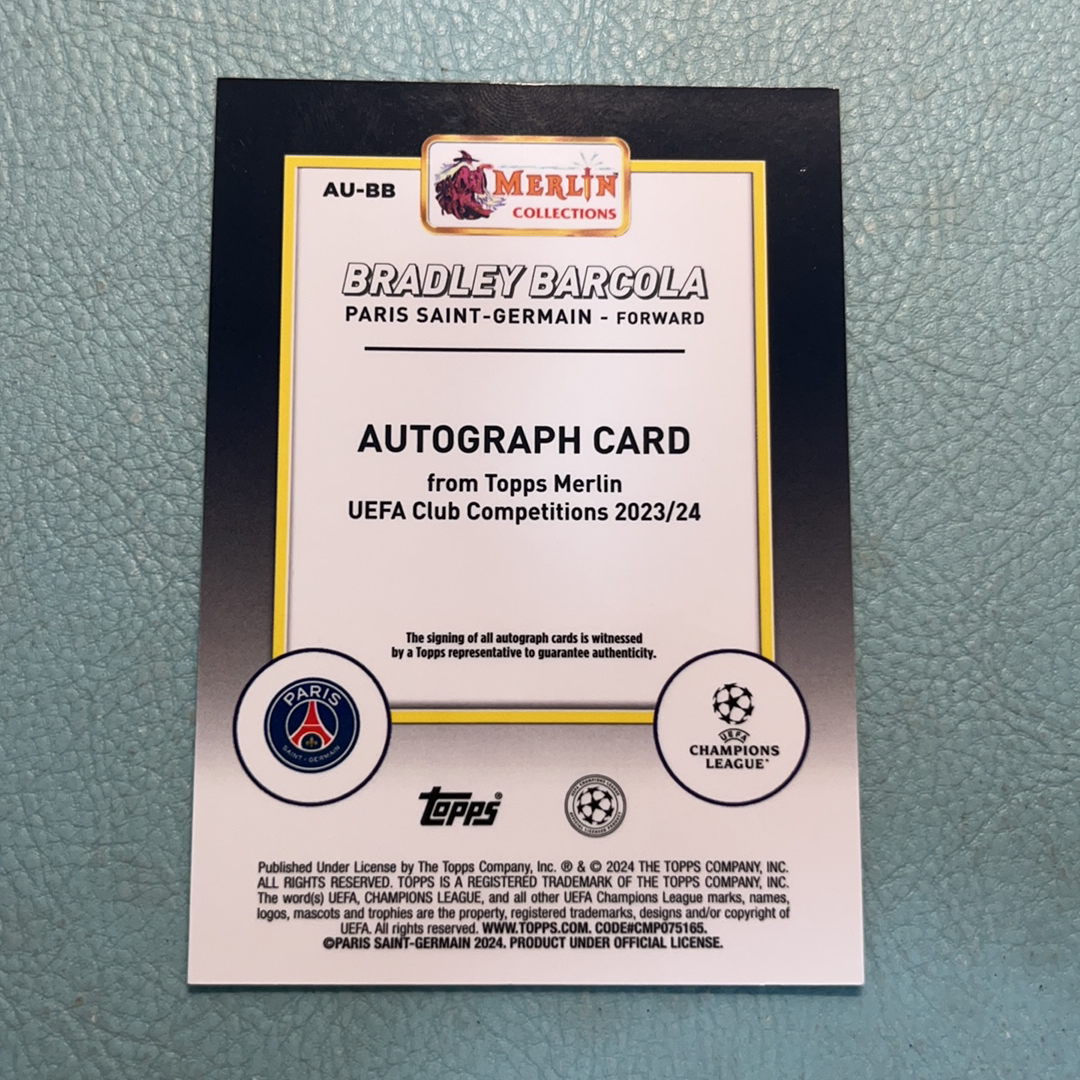 AU-BB
MERLIN
COLLECTIONS
BRADLEY BARCOLA
PARIS SAINT-GERMAIN - FORWARD
AUTOGRAPH CARD
from Topps Merlin
UEFA Club Competitions 2023/24
The signing of all autograph cards is witnessed
by a Topps representative to guarantee authenticity.
PARIS
SAINT-GERMAIN
UEFA
CHAMPIONS
LEAGUE®
topps®
Published Under License by The Topps Company, Inc. ® & © 2024 THE TOPPS COMPANY, INC.
ALL RIGHTS RESERVED. TOPPS IS A REGISTERED TRADEMARK OF THE TOPPS COMPANY, INC.
The word(s) UEFA, CHAMPIONS LEAGUE, and all other UEFA Champions League marks, names,
logos, mascots and trophies are the property, registered trademarks, designs and/or copyright of
UEFA. All rights reserved. WWW.TOPPS.COM. CODE#CMP075165.
©PARIS SAINT-GERMAIN 2024. PRODUCT UNDER OFFICIAL LICENSE.